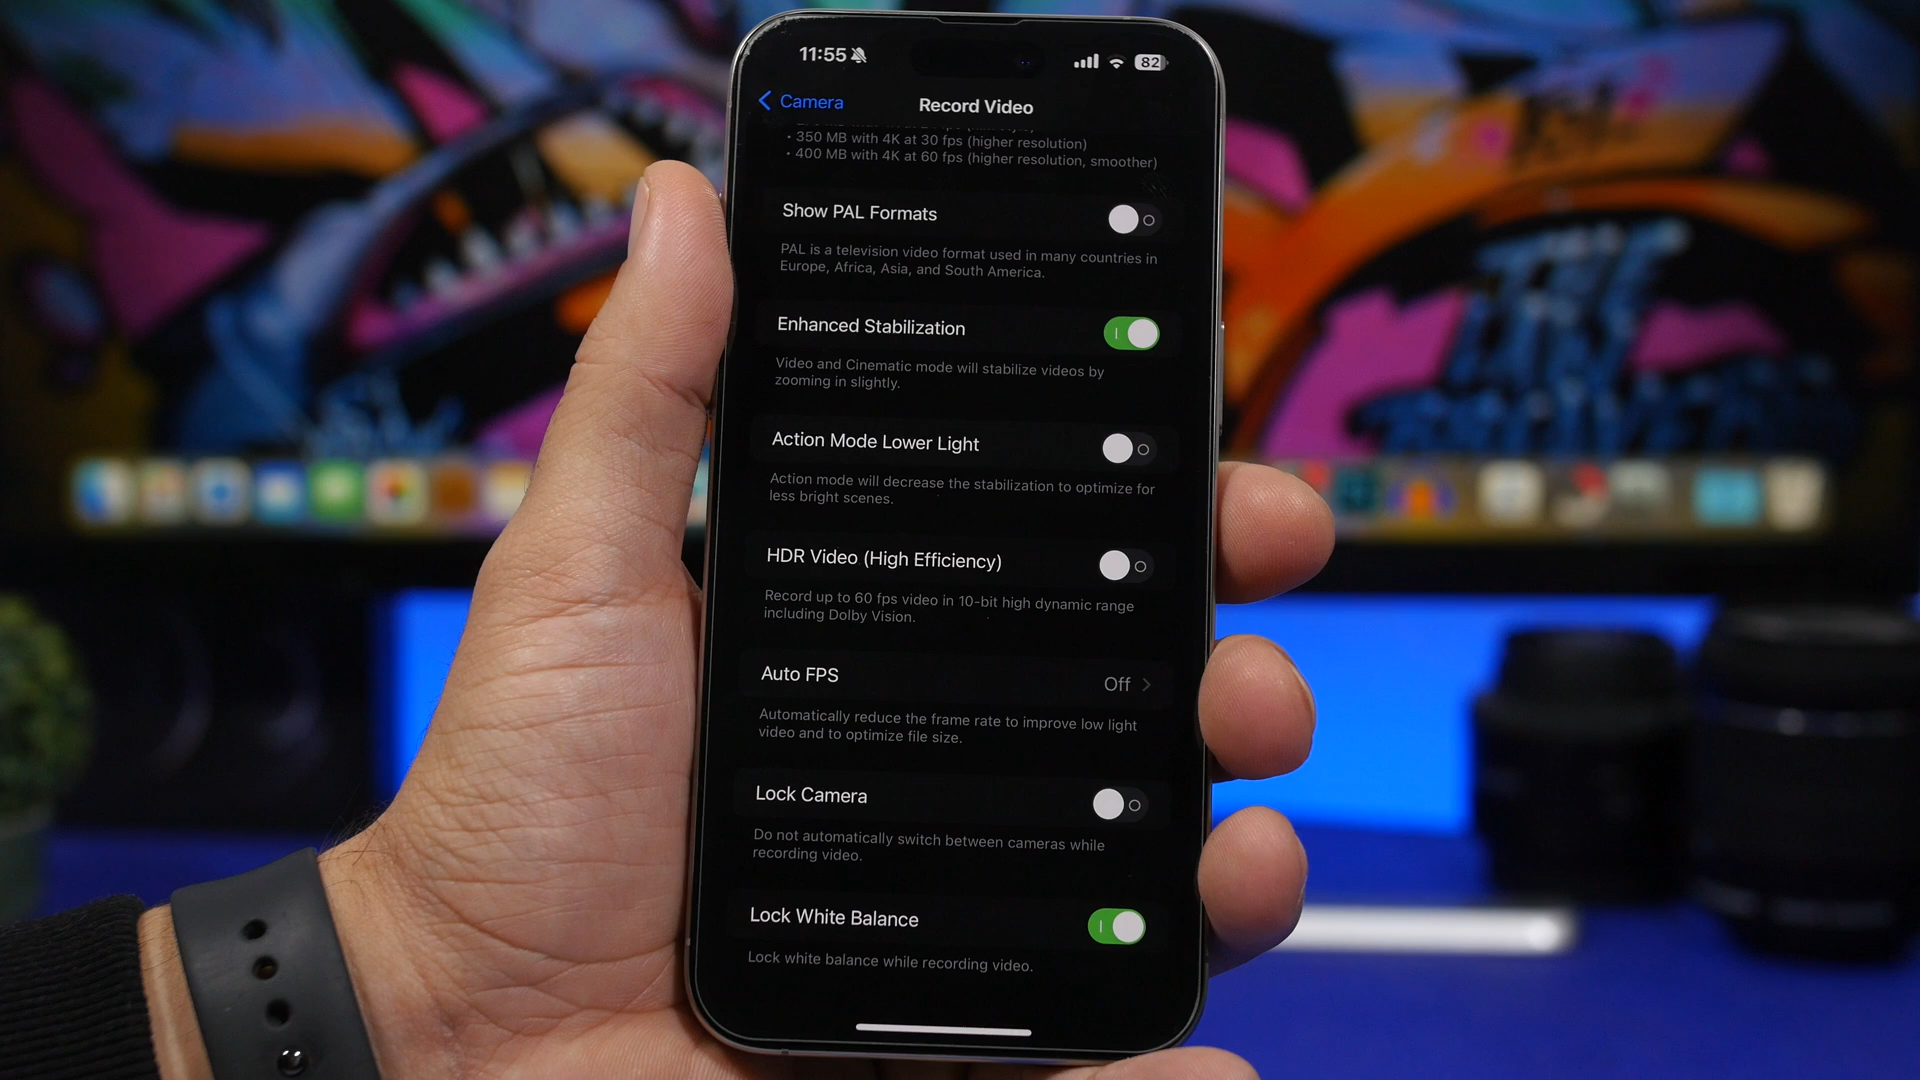 11:55
82
Camera
Record Video
• 350 MB with 4K at 30 fps (higher resolution)
• 400 MB with 4K at 60 fps (higher resolution, smoother)
Show PAL Formats
PAL is a television video format used in many countries in
Europe, Africa, Asia, and South America.
Enhanced Stabilization
Video and Cinematic mode will stabilize videos by
zooming in slightly.
Action Mode Lower Light
Action mode will decrease the stabilization to optimize for
less bright scenes.
HDR Video (High Efficiency)
Record up to 60 fps video in 10-bit high dynamic range
including Dolby Vision.
Auto FPS
Off
Automatically reduce the frame rate to improve low light
video and to optimize file size.
Lock Camera
Do not automatically switch between cameras while
recording video.
Lock White Balance
Lock white balance while recording video.